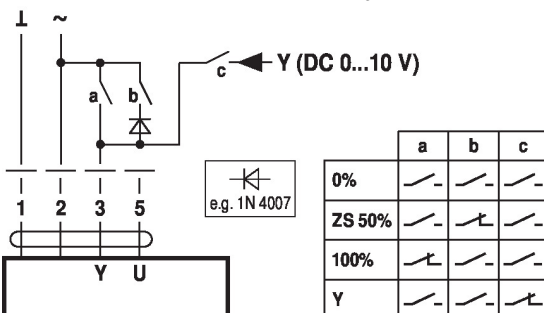 ⊥ ~
a b c Y (DC 0...10 V)
1 2 3 5
Y U
e.g. 1N 4007
a b c
0%
ZS 50%
100%
Y